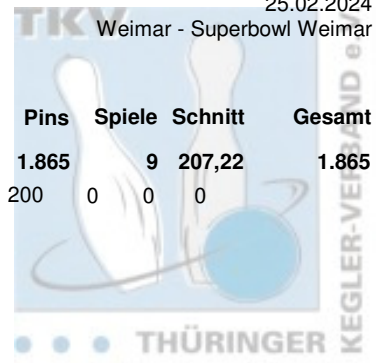 25.02.2024
TKV
Weimar - Superbowl Weimar
Pins Spiele Schnitt Gesamt
1.865 9 207,22 1.865
200 0 0 0
THÜRINGER
KEGLER-VERBAND e.V.